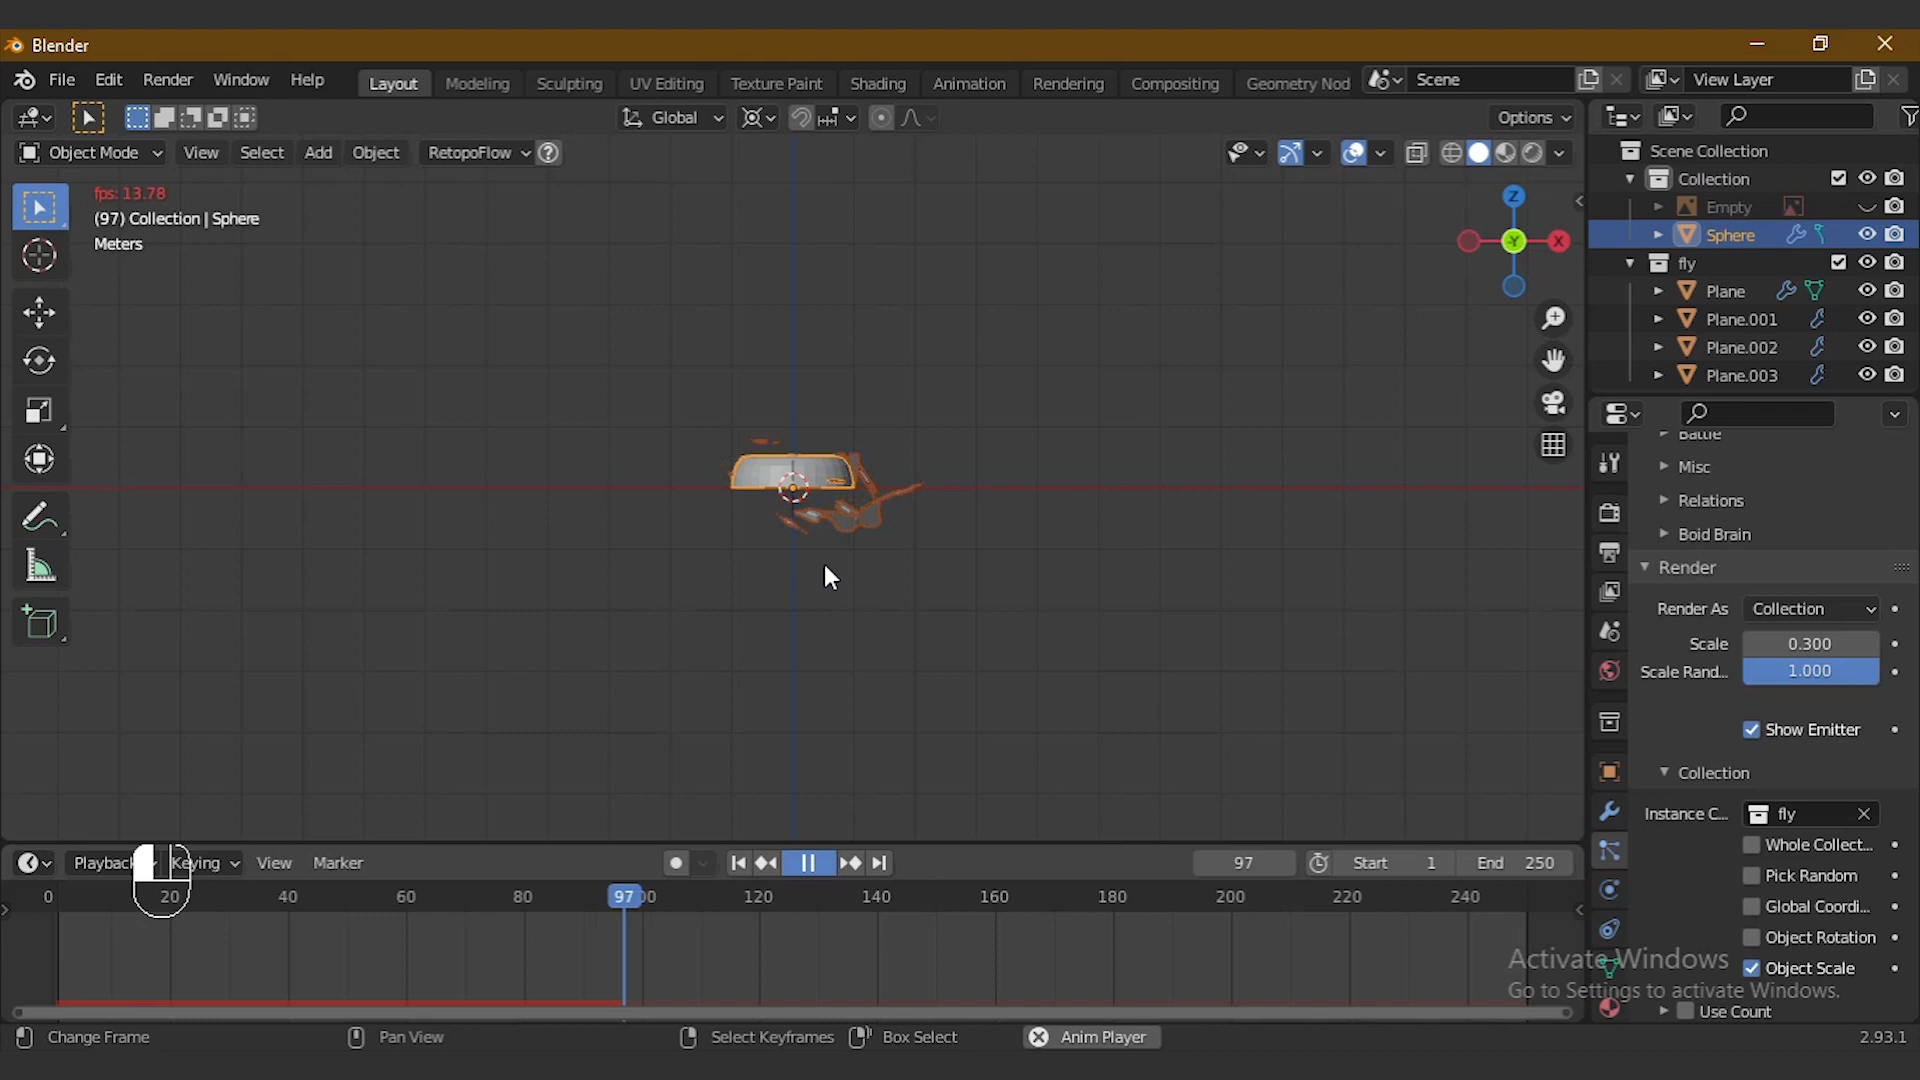 Blender
File Edit Render Window Help Layout Modeling Sculpting UV Editing Texture Paint Shading Animation Rendering Compositing Geometry Nod Scene View Layer
Global Options
Object Mode View Select Add Object RetopoFlow
fps: 13.78
(97) Collection | Sphere
Meters
Z
Y
X
Scene Collection
Collection
Empty
Sphere
fly
Plane
Plane.001
Plane.002
Plane.003
Battle
Misc
Relations
Boid Brain
Render
Render As Collection
Scale 0.300
Scale Rand... 1.000
Show Emitter
Collection
Instance C... fly
Whole Collect...
Pick Random
Global Coordi...
Object Rotation
Object Scale
Use Count
Playback Keying View Marker 97 Start 1 End 250
0 20 40 60 80 97 00 120 140 160 180 200 220 240
Activate Windows
Go to Settings to activate Windows.
Change Frame Pan View Select Keyframes Box Select Anim Player 2.93.1